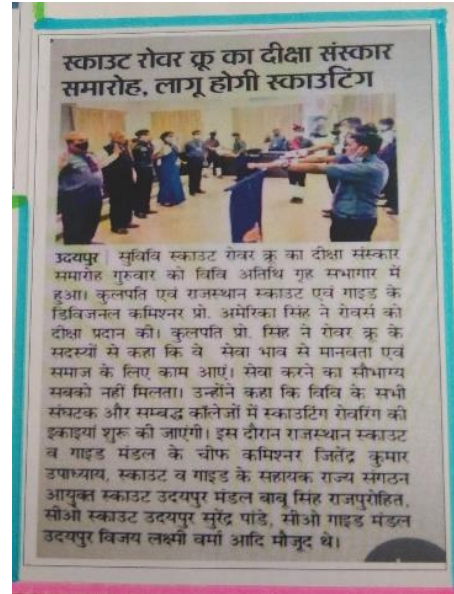 स्काउट रोवर क्रू का दीक्षा संस्कार
समारोह, लागू होगी स्काउटिंग
उदयपुर | सुविवि स्काउट रोवर क्रू का दीक्षा संस्कार
समारोह गुरुवार को विवि अतिथि गृह सभागार में
हुआ। कुलपति एवं राजस्थान स्काउट एवं गाइड के
डिविजनल कमिश्नर प्रो. अमेरिका सिंह ने रोवर्स को
दीक्षा प्रदान की। कुलपति प्रो. सिंह ने रोवर क्रू के
सदस्यों से कहा कि वे सेवा भाव से मानवता एवं
समाज के लिए काम आएं। सेवा करने का सौभाग्य
सबको नहीं मिलता। उन्होंने कहा कि विवि के सभी
संघटक और सम्बद्ध कॉलेजों में स्काउटिंग रोवरिंग की
इकाइयां शुरू की जाएंगी। इस दौरान राजस्थान स्काउट
व गाइड मंडल के चीफ कमिश्नर जितेंद्र कुमार
उपाध्याय, स्काउट व गाइड के सहायक राज्य संगठन
आयुक्त स्काउट उदयपुर मंडल बाबू सिंह राजपुरोहित,
सीओ स्काउट उदयपुर सुरेंद्र पांडे, सीओ गाइड मंडल
उदयपुर विजय लक्ष्मी वर्मा आदि मौजूद थे।